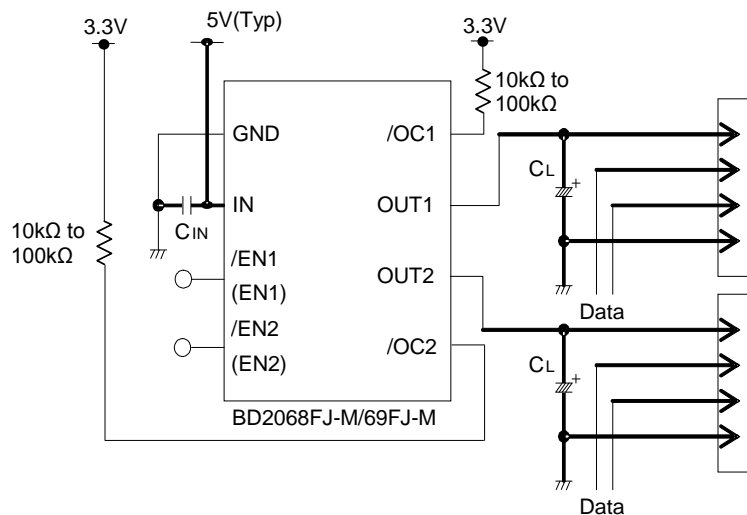 3.3V
5V(Typ)
3.3V
10kΩ to
100kΩ
GND
/OC1
CL
IN
OUT1
CIN
10kΩ to
100kΩ
/EN1
(EN1)
OUT2
Data
/EN2
(EN2)
/OC2
CL
BD2068FJ-M/69FJ-M
Data